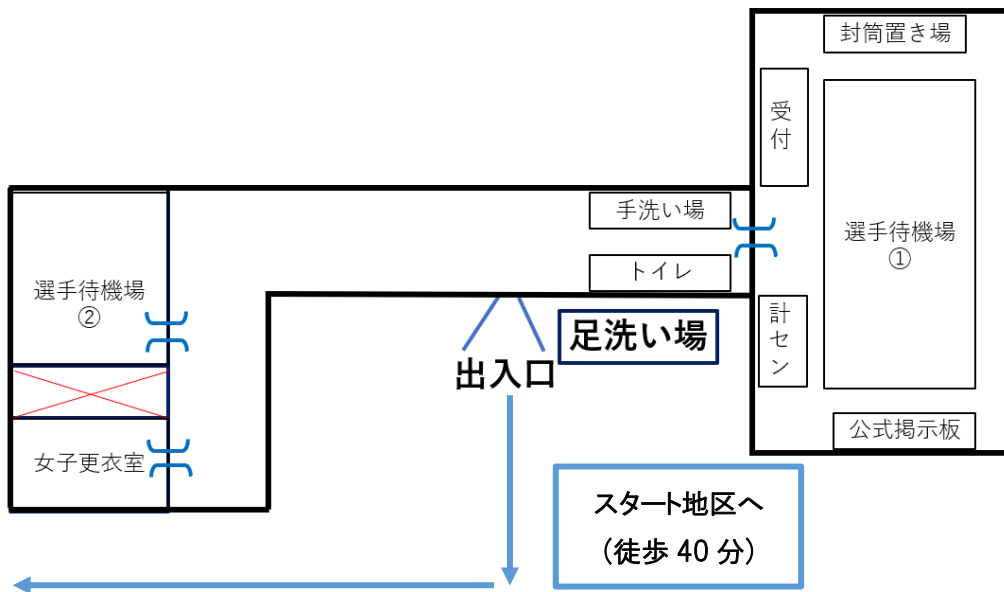 封筒置き場
受
付
手洗い場
選手待機場
①
トイレ
選手待機場
②
計
セ
ン
足洗い場
出入口
公式掲示板
女子更衣室
スタート地区へ
(徒歩 40 分)